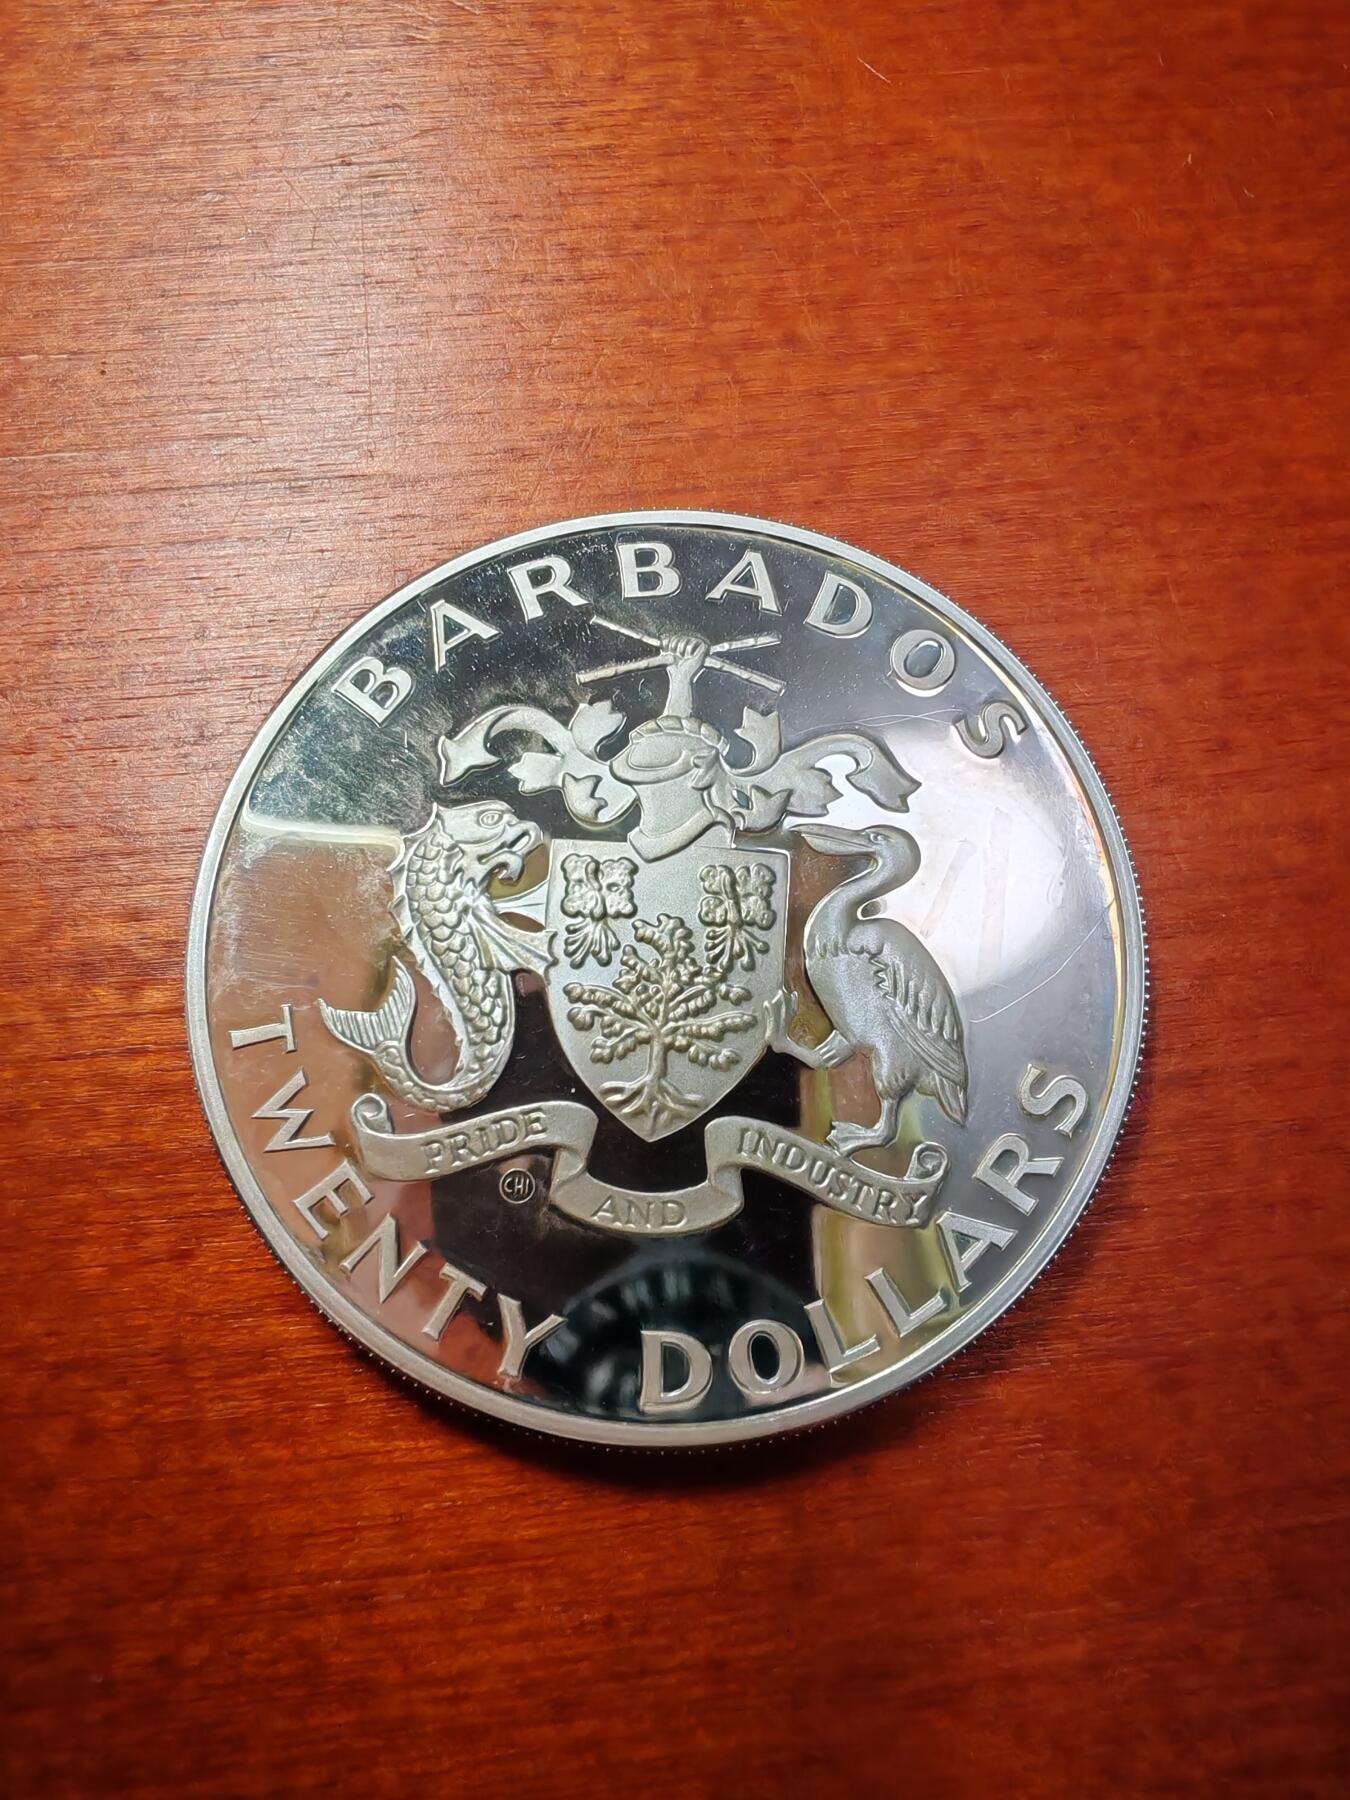 BARBADOS
PRIDE
AND
INDUSTRY
CHI
TWENTY DOLLARS